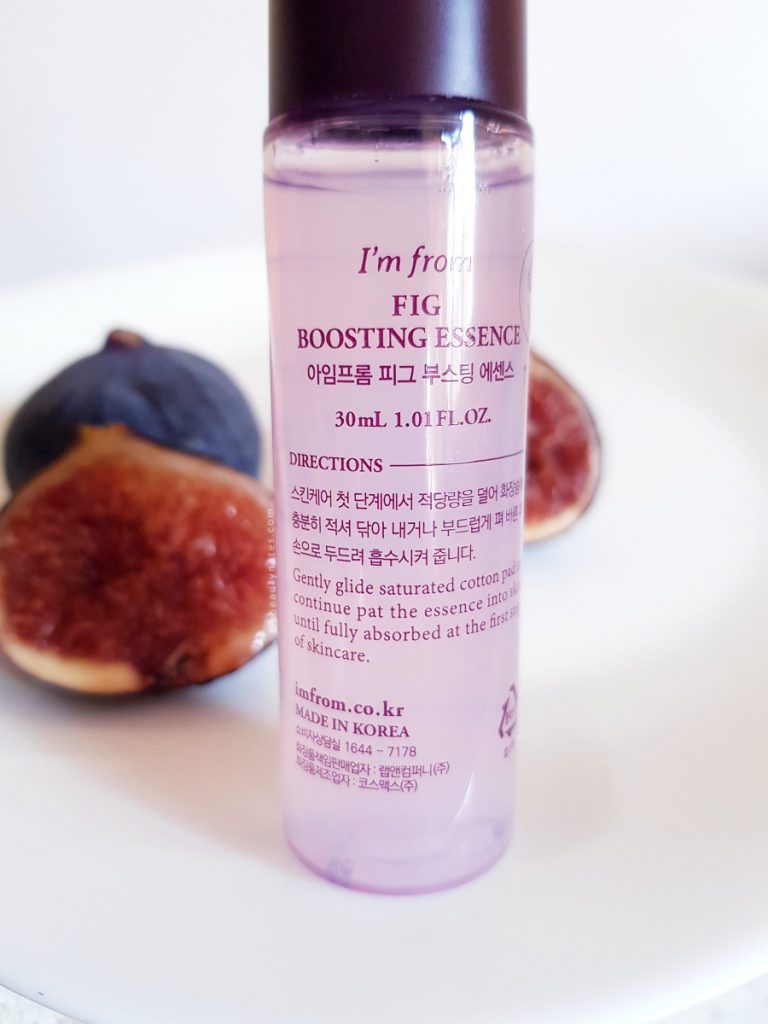 I'm from
FIG
BOOSTING ESSENCE
아임프롬 피그 부스팅 에센스
30mL 1.01FL.OZ.
DIRECTIONS
스킨케어 첫 단계에서 적당량을 덜어
충분히 적셔 닦아 내거나 부드럽게 펴 바른
손으로 두드려 흡수시켜 줍니다.
Gently glide saturated cotton pad
continue pat the essence into
until fully absorbed at the first
of skincare.
imfrom.co.kr
MADE IN KOREA
소비자상담실 1644 - 7178
화장품책임판매업자 : 랩앤컴퍼니(주)
화장품제조업자 : 코스맥스(주)